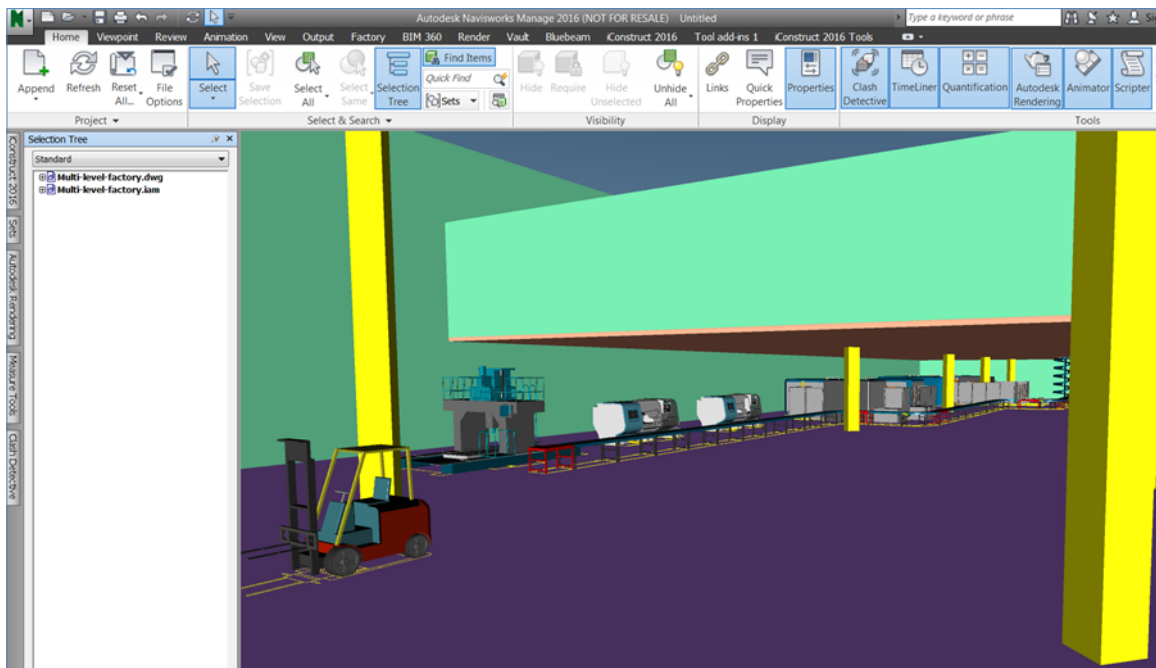 Autodesk Navisworks Manage 2016 (NOT FOR RESALE) Untitled
Type a keyword or phrase
Home Viewpoint Review Animation View Output Factory BIM 360 Render Vault Bluebeam iConstruct 2016 Tool add-ins 1 iConstruct 2016 Tools
Append
Refresh
Reset All...
File Options
Select
Save Selection
Select All
Select Same
Selection Tree
Find Items
Quick Find
Sets
Hide
Require
Hide Unselected
Unhide All
Links
Quick Properties
Properties
Clash Detective
TimeLiner
Quantification
Autodesk Rendering
Animator
Scripter
Project
Select & Search
Visibility
Display
Tools
Selection Tree
Standard
Multi-level-factory.dwg
Multi-level-factory.iam
iConstruct 2016
Sets
Autodesk Rendering
Measure Tools
Clash Detective